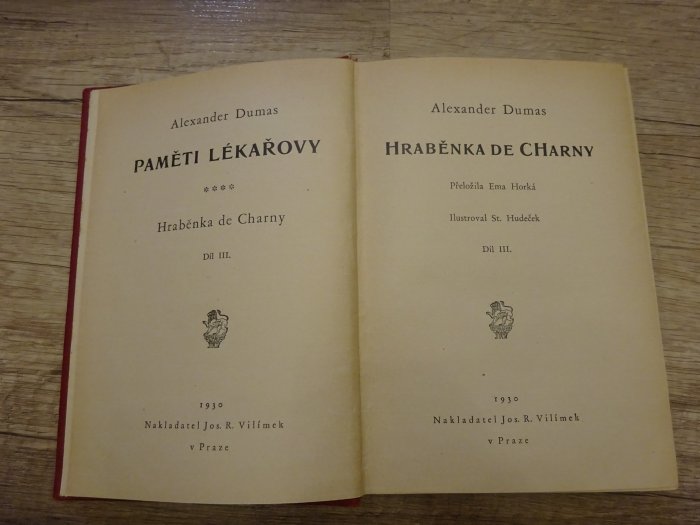 Alexander Dumas
PAMĚTI LÉKAŘOVY
****
Hraběnka de Charny
Díl III.
1930
Nakladatel Jos. R. Vilímek
v Praze
Alexander Dumas
HRABĚNKA DE CHARNY
Přeložila Ema Horká
Ilustroval St. Hudeček
Díl III.
1930
Nakladatel Jos. R. Vilímek
v Praze